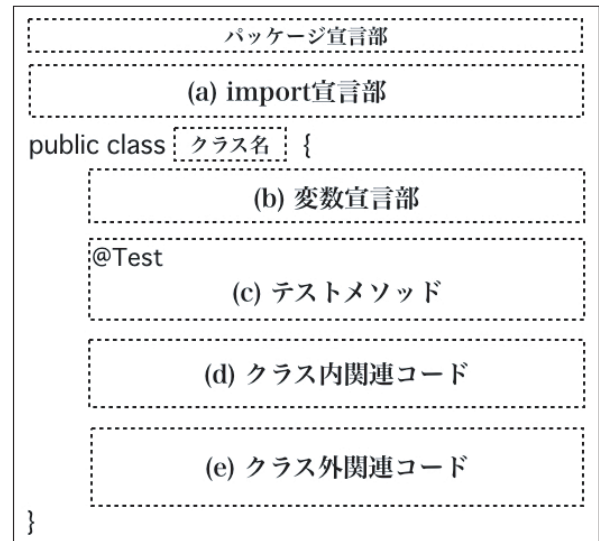 パッケージ宣言部
(a) import宣言部
public class クラス名 {
(b) 変数宣言部
@Test
(c) テストメソッド
(d) クラス内関連コード
(e) クラス外関連コード
}